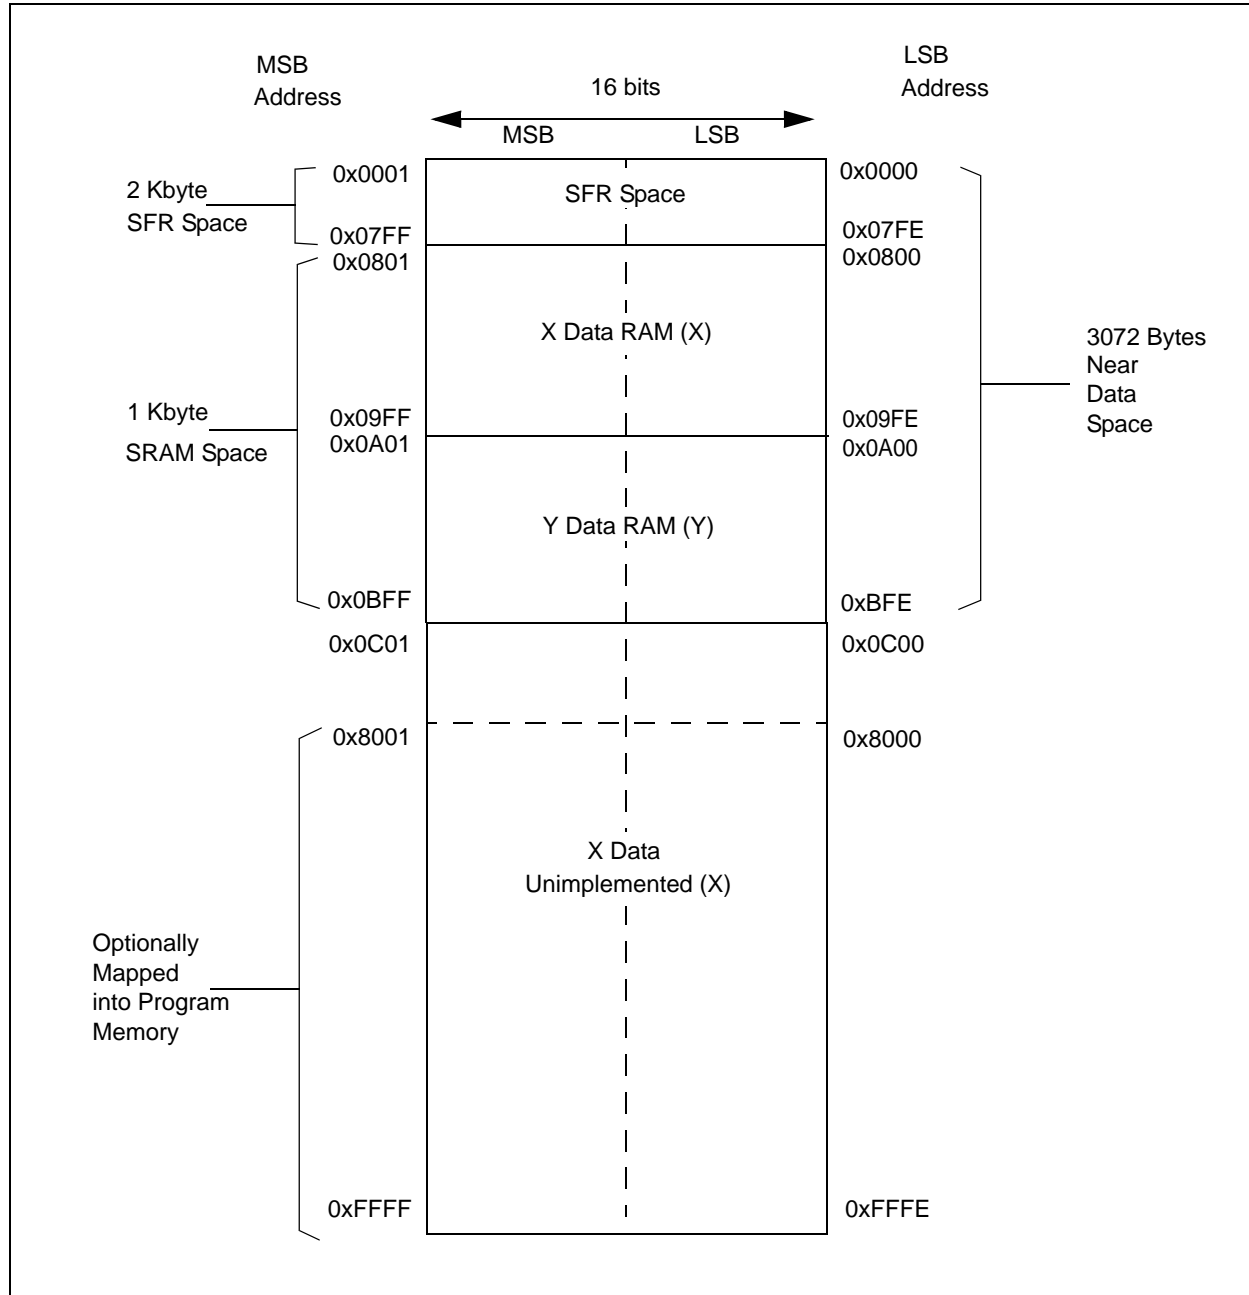 MSB
Address
LSB
Address
16 bits
MSB
LSB
0x0001
0x0000
2 Kbyte
SFR Space
SFR Space
0x07FF
0x07FE
0x0801
0x0800
X Data RAM (X)
3072 Bytes
Near
Data
Space
1 Kbyte
SRAM Space
0x09FF
0x09FE
0x0A01
0x0A00
Y Data RAM (Y)
0x0BFF
0xBFE
0x0C01
0x0C00
0x8001
0x8000
X Data
Unimplemented (X)
Optionally
Mapped
into Program
Memory
0xFFFF
0xFFFE